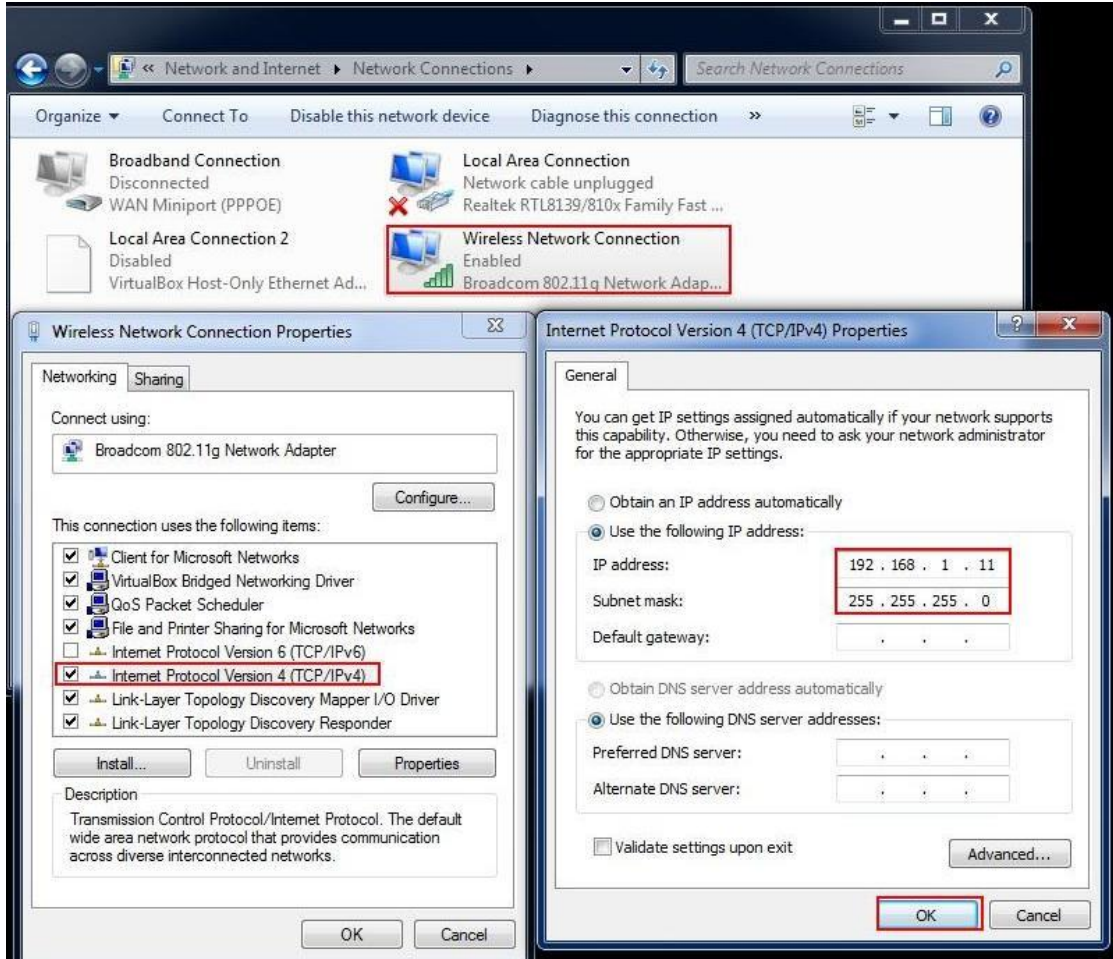 « Network and Internet ▸ Network Connections ▸
Search Network Connections
Organize ▾ Connect To Disable this network device Diagnose this connection »
Broadband Connection
Disconnected
WAN Miniport (PPPOE)
Local Area Connection
Network cable unplugged
Realtek RTL8139/810x Family Fast ...
Local Area Connection 2
Disabled
VirtualBox Host-Only Ethernet Ad...
Wireless Network Connection
Enabled
Broadcom 802.11g Network Adap...
Wireless Network Connection Properties
Networking Sharing
Connect using:
Broadcom 802.11g Network Adapter
Configure...
This connection uses the following items:
Client for Microsoft Networks
VirtualBox Bridged Networking Driver
QoS Packet Scheduler
File and Printer Sharing for Microsoft Networks
Internet Protocol Version 6 (TCP/IPv6)
Internet Protocol Version 4 (TCP/IPv4)
Link-Layer Topology Discovery Mapper I/O Driver
Link-Layer Topology Discovery Responder
Install... Uninstall Properties
Description
Transmission Control Protocol/Internet Protocol. The default
wide area network protocol that provides communication
across diverse interconnected networks.
OK Cancel
Internet Protocol Version 4 (TCP/IPv4) Properties
General
You can get IP settings assigned automatically if your network supports
this capability. Otherwise, you need to ask your network administrator
for the appropriate IP settings.
Obtain an IP address automatically
Use the following IP address:
IP address: 192 . 168 . 1 . 11
Subnet mask: 255 . 255 . 255 . 0
Default gateway: . . .
Obtain DNS server address automatically
Use the following DNS server addresses:
Preferred DNS server: . . .
Alternate DNS server: . . .
Validate settings upon exit
Advanced...
OK Cancel